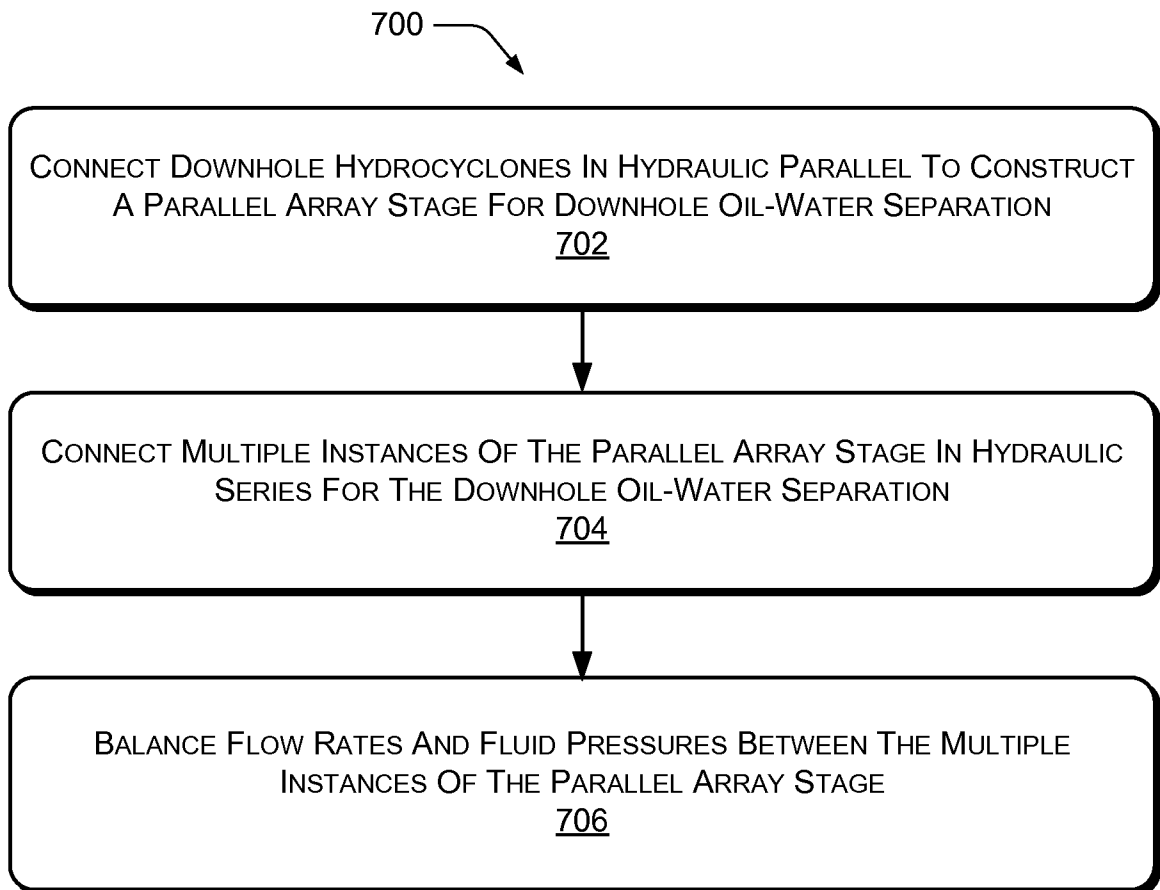 700
CONNECT DOWNHOLE HYDROCYCLONES IN HYDRAULIC PARALLEL TO CONSTRUCT
A PARALLEL ARRAY STAGE FOR DOWNHOLE OIL-WATER SEPARATION
702
CONNECT MULTIPLE INSTANCES OF THE PARALLEL ARRAY STAGE IN HYDRAULIC
SERIES FOR THE DOWNHOLE OIL-WATER SEPARATION
704
BALANCE FLOW RATES AND FLUID PRESSURES BETWEEN THE MULTIPLE
INSTANCES OF THE PARALLEL ARRAY STAGE
706